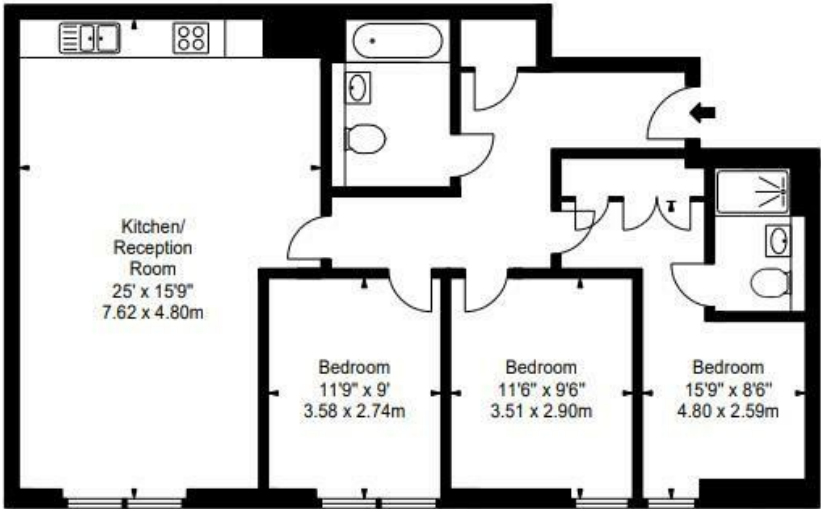 Kitchen/
Reception
Room
25' x 15'9"
7.62 x 4.80m
Bedroom
11'9" x 9'
3.58 x 2.74m
Bedroom
11'6" x 9'6"
3.51 x 2.90m
Bedroom
15'9" x 8'6"
4.80 x 2.59m